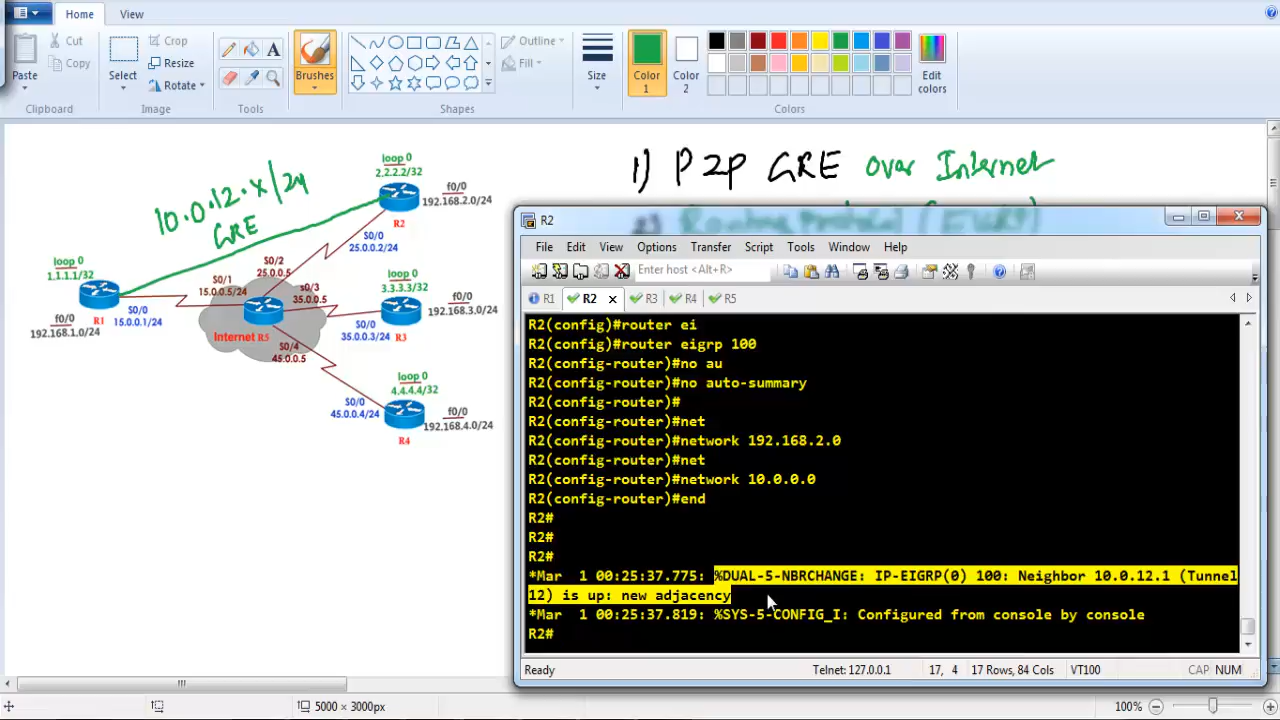 Home
View
Paste
Cut
Copy
Clipboard
Select
Crop
Resize
Rotate
Image
Tools
Brushes
Outline
Fill
Shapes
Size
Color 1
Color 2
Edit colors
Colors
10.0.12.x/24
GRE
loop 0
2.2.2.2/32
f0/0
192.168.2.0/24
R2
S0/0
25.0.0.2/24
S0/2
25.0.0.5
loop 0
1.1.1.1/32
R1
f0/0
192.168.1.0/24
S0/0
15.0.0.1/24
S0/1
15.0.0.5/24
Internet R5
s0/3
35.0.0.5
loop 0
3.3.3.3/32
f0/0
192.168.3.0/24
S0/0
35.0.0.3/24
R3
S0/4
45.0.0.5
loop 0
4.4.4.4/32
S0/0
45.0.0.4/24
f0/0
192.168.4.0/24
R4
1) P2P GRE over Internet
2) Routing protocol (EIGRP)
R2
File Edit View Options Transfer Script Tools Window Help
Enter host <Alt+R>
R1 R2 R3 R4 R5
R2(config)#router ei
R2(config)#router eigrp 100
R2(config-router)#no au
R2(config-router)#no auto-summary
R2(config-router)#
R2(config-router)#net
R2(config-router)#network 192.168.2.0
R2(config-router)#net
R2(config-router)#network 10.0.0.0
R2(config-router)#end
R2#
R2#
R2#
*Mar 1 00:25:37.775: %DUAL-5-NBRCHANGE: IP-EIGRP(0) 100: Neighbor 10.0.12.1 (Tunnel
12) is up: new adjacency
*Mar 1 00:25:37.819: %SYS-5-CONFIG_I: Configured from console by console
R2#
Ready
Telnet: 127.0.0.1
17, 4
17 Rows, 84 Cols
VT100
CAP NUM
5000 × 3000px
100%